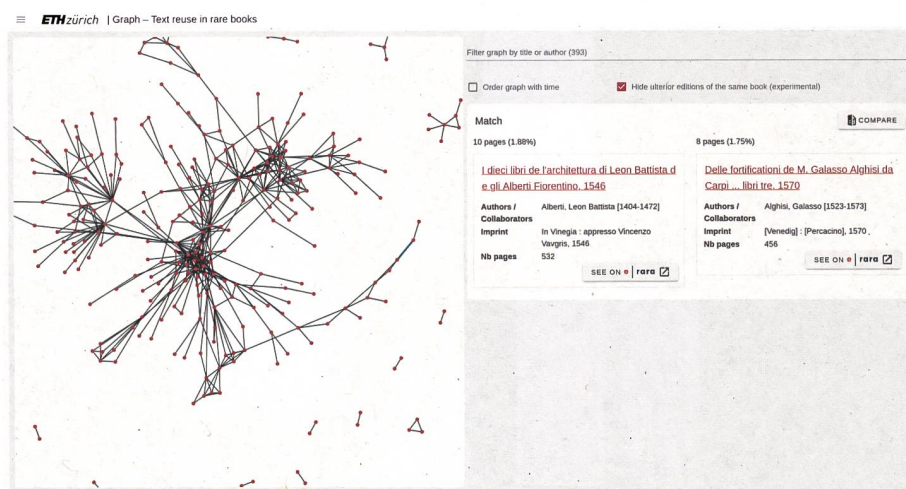 ETH zürich | Graph – Text reuse in rare books
Filter graph by title or author (393)
Order graph with time
Hide ulterior editions of the same book (experimental)
Match
COMPARE
10 pages (1.88%)
I dieci libri de l'architettura di Leon Battista d
e gli Alberti Fiorentino, 1546
Authors / Collaborators Alberti, Leon Battista [1404-1472]
Imprint In Vinegia : appresso Vincenzo
Vavgris, 1546
Nb pages 532
SEE ON e | rara
8 pages (1.75%)
Delle fortificationi de M. Galasso Alghisi da
Carpi ... libri tre, 1570
Authors / Collaborators Alghisi, Galasso [1523-1573]
Imprint [Venedig] : [Percacino], 1570
Nb pages 456
SEE ON e | rara